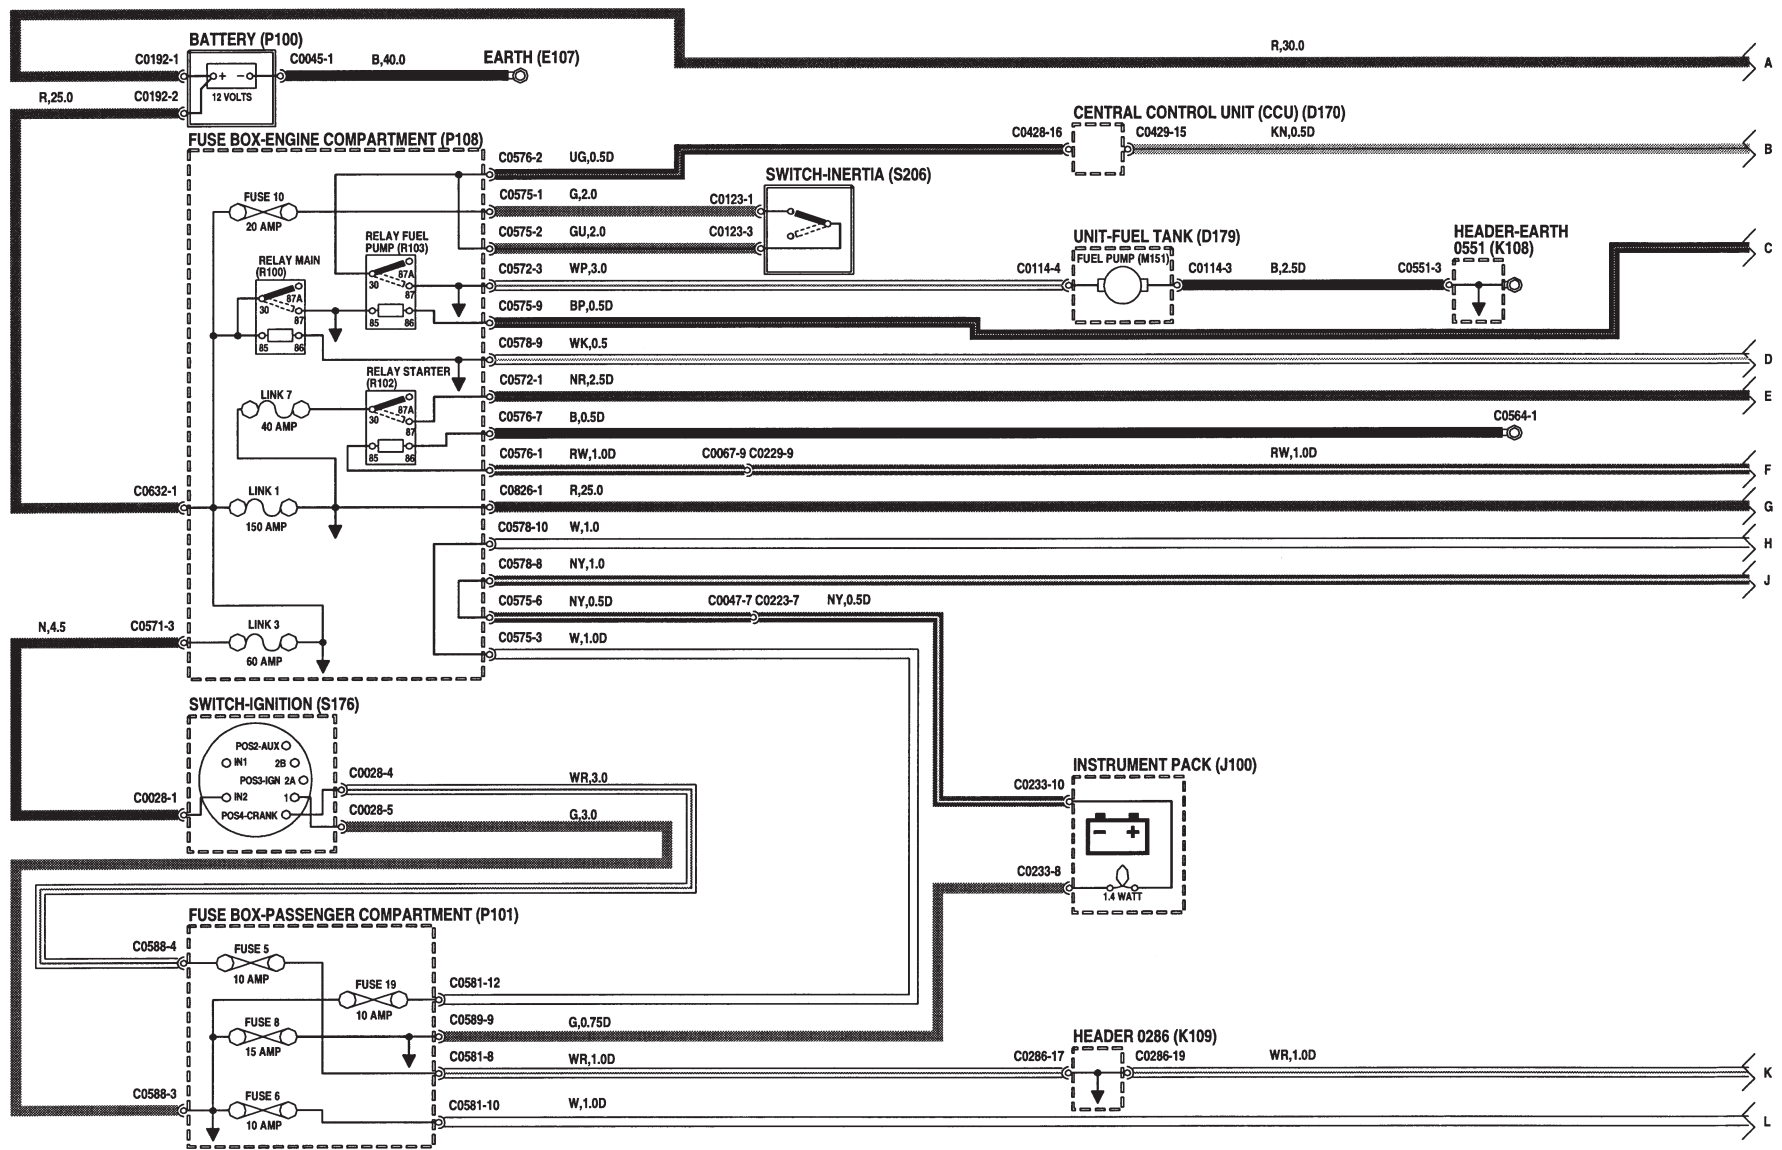 BATTERY (P100)
C0192-1
C0045-1
B,40.0
EARTH (E107)
R,30.0
A
+ -
12 VOLTS
R,25.0
C0192-2
FUSE BOX-ENGINE COMPARTMENT (P108)
CENTRAL CONTROL UNIT (CCU) (D170)
C0576-2
UG,0.5D
C0428-16
C0429-15
KN,0.5D
B
FUSE 10
20 AMP
C0575-1
G,2.0
C0123-1
SWITCH-INERTIA (S206)
C0575-2
GU,2.0
C0123-3
RELAY FUEL
PUMP (R103)
87A
30
87
85
86
RELAY MAIN
(R100)
87A
30
87
85
86
C0572-3
WP,3.0
C0114-4
UNIT-FUEL TANK (D179)
FUEL PUMP (M151)
C0114-3
B,2.5D
C0551-3
HEADER-EARTH
0551 (K108)
C
C0575-9
BP,0.5D
C0578-9
WK,0.5
D
RELAY STARTER
(R102)
87A
30
87
85
86
C0572-1
NR,2.5D
E
LINK 7
40 AMP
C0576-7
B,0.5D
C0564-1
C0576-1
RW,1.0D
C0067-9 C0229-9
RW,1.0D
F
C0632-1
LINK 1
150 AMP
C0826-1
R,25.0
G
C0578-10
W,1.0
H
C0578-8
NY,1.0
J
C0575-6
NY,0.5D
C0047-7 C0223-7
NY,0.5D
N,4.5
C0571-3
LINK 3
60 AMP
C0575-3
W,1.0D
SWITCH-IGNITION (S176)
POS2-AUX
IN1
2B
POS3-IGN 2A
IN2
1
POS4-CRANK
C0028-1
C0028-4
WR,3.0
C0028-5
G,3.0
INSTRUMENT PACK (J100)
C0233-10
- +
C0233-8
1.4 WATT
FUSE BOX-PASSENGER COMPARTMENT (P101)
C0588-4
FUSE 5
10 AMP
FUSE 19
10 AMP
C0581-12
FUSE 8
15 AMP
C0589-9
G,0.75D
C0581-8
WR,1.0D
C0286-17
HEADER 0286 (K109)
C0286-19
WR,1.0D
K
C0588-3
FUSE 6
10 AMP
C0581-10
W,1.0D
L